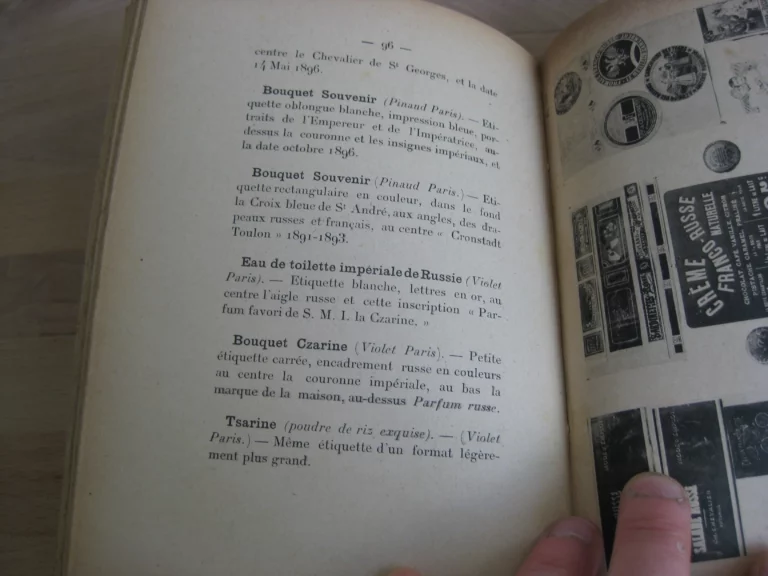 — 96 —
centre le Chevalier de St Georges, et la date
14 Mai 1896.
Bouquet Souvenir (Pinaud Paris). — Eti-
quette oblongue blanche, impression bleue, por-
traits de l'Empereur et de l'Impératrice, au-
dessus la couronne et les insignes impériaux, et
la date octobre 1896.
Bouquet Souvenir (Pinaud Paris.) — Eti-
quette rectangulaire en couleur, dans le fond
la Croix bleue de St André, aux angles, des dra-
peaux russes et français, au centre « Cronstadt
Toulon » 1891-1893.
Eau de toilette impériale de Russie (Violet
Paris). — Etiquette blanche, lettres en or, au
centre l'aigle russe et cette inscription « Par-
fum favori de S. M. I. la Czarine. »
Bouquet Czarine (Violet Paris). — Petite
étiquette carrée, encadrement russe en couleurs
au centre la couronne impériale, au bas la
marque de la maison, au-dessus Parfum russe.
Tsarine (poudre de riz exquise). — (Violet
Paris.) — Même étiquette d'un format légère-
ment plus grand.
CRÈME RUSSE
FRANCO NATURELLE
CHOCOLAT CAFÉ VANILLE CITRON